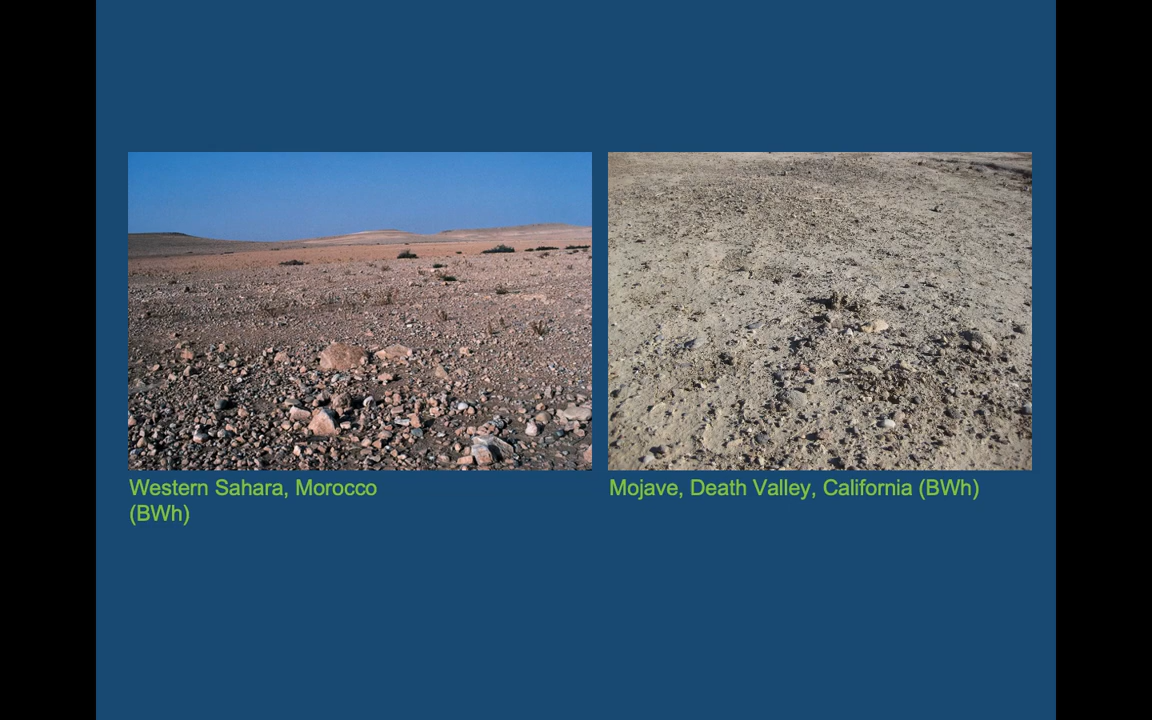 Western Sahara, Morocco
(BWh)
Mojave, Death Valley, California (BWh)